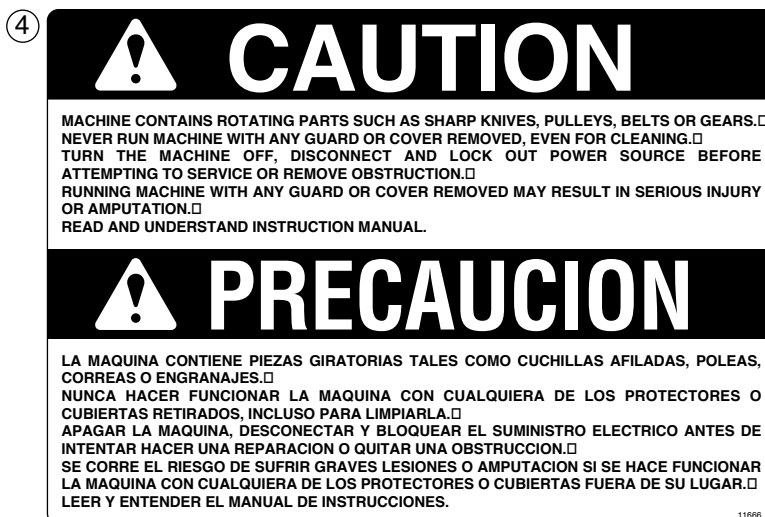 4
CAUTION
MACHINE CONTAINS ROTATING PARTS SUCH AS SHARP KNIVES, PULLEYS, BELTS OR GEARS.□
NEVER RUN MACHINE WITH ANY GUARD OR COVER REMOVED, EVEN FOR CLEANING.□
TURN THE MACHINE OFF, DISCONNECT AND LOCK OUT POWER SOURCE BEFORE
ATTEMPTING TO SERVICE OR REMOVE OBSTRUCTION.□
RUNNING MACHINE WITH ANY GUARD OR COVER REMOVED MAY RESULT IN SERIOUS INJURY
OR AMPUTATION.□
READ AND UNDERSTAND INSTRUCTION MANUAL.
PRECAUCION
LA MAQUINA CONTIENE PIEZAS GIRATORIAS TALES COMO CUCHILLAS AFILADAS, POLEAS,
CORREAS O ENGRANAJES.□
NUNCA HACER FUNCIONAR LA MAQUINA CON CUALQUIERA DE LOS PROTECTORES O
CUBIERTAS RETIRADOS, INCLUSO PARA LIMPIARLA.□
APAGAR LA MAQUINA, DESCONECTAR Y BLOQUEAR EL SUMINISTRO ELECTRICO ANTES DE
INTENTAR HACER UNA REPARACION O QUITAR UNA OBSTRUCCION.□
SE CORRE EL RIESGO DE SUFRIR GRAVES LESIONES O AMPUTACION SI SE HACE FUNCIONAR
LA MAQUINA CON CUALQUIERA DE LOS PROTECTORES O CUBIERTAS FUERA DE SU LUGAR.□
LEER Y ENTENDER EL MANUAL DE INSTRUCCIONES.
11666